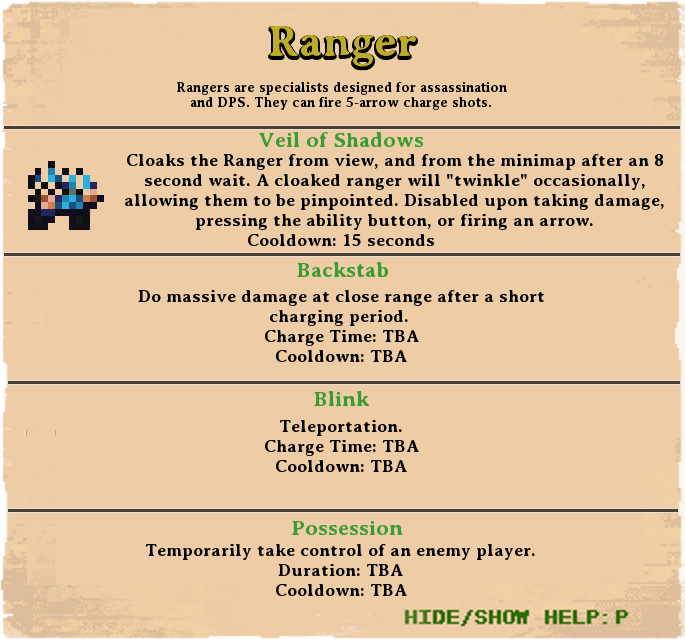 Ranger
Rangers are specialists designed for assassination
and DPS. They can fire 5-arrow charge shots.
Veil of Shadows
Cloaks the Ranger from view, and from the minimap after an 8
second wait. A cloaked ranger will "twinkle" occasionally,
allowing them to be pinpointed. Disabled upon taking damage,
pressing the ability button, or firing an arrow.
Cooldown: 15 seconds
Backstab
Do massive damage at close range after a short
charging period.
Charge Time: TBA
Cooldown: TBA
Blink
Teleportation.
Charge Time: TBA
Cooldown: TBA
Possession
Temporarily take control of an enemy player.
Duration: TBA
Cooldown: TBA
HIDE/SHOW HELP: P